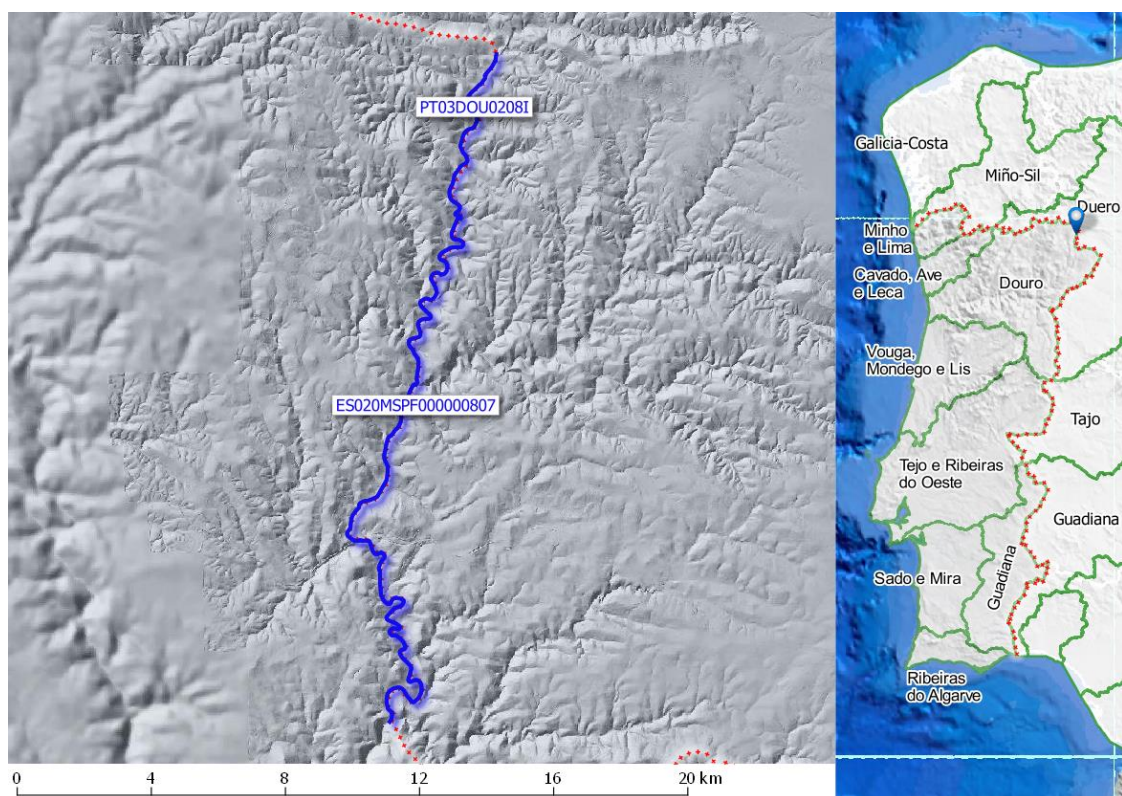 PT03DOU0208I
ES020MSPF000000807
0 4 8 12 16 20 km
Galicia-Costa
Miño-Sil
Duero
Minho
e Lima
Cavado, Ave
e Leca
Douro
Vouga,
Mondego e Lis
Tajo
Tejo e Ribeiras
do Oeste
Guadiana
Sado e Mira
Guadiana
Ribeiras
do Algarve